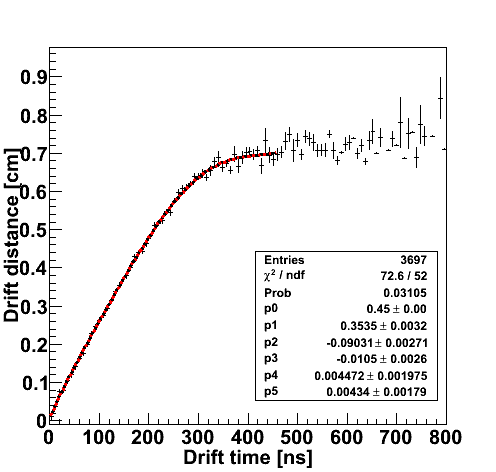 Drift distance [cm]
0.9
0.8
0.7
0.6
0.5
0.4
0.3
0.2
0.1
0
Entries 3697
χ² / ndf 72.6 / 52
Prob 0.03105
p0 0.45 ± 0.00
p1 0.3535 ± 0.0032
p2 -0.09031 ± 0.00271
p3 -0.0105 ± 0.0026
p4 0.004472 ± 0.001975
p5 0.00434 ± 0.00179
0 100 200 300 400 500 600 700 800
Drift time [ns]